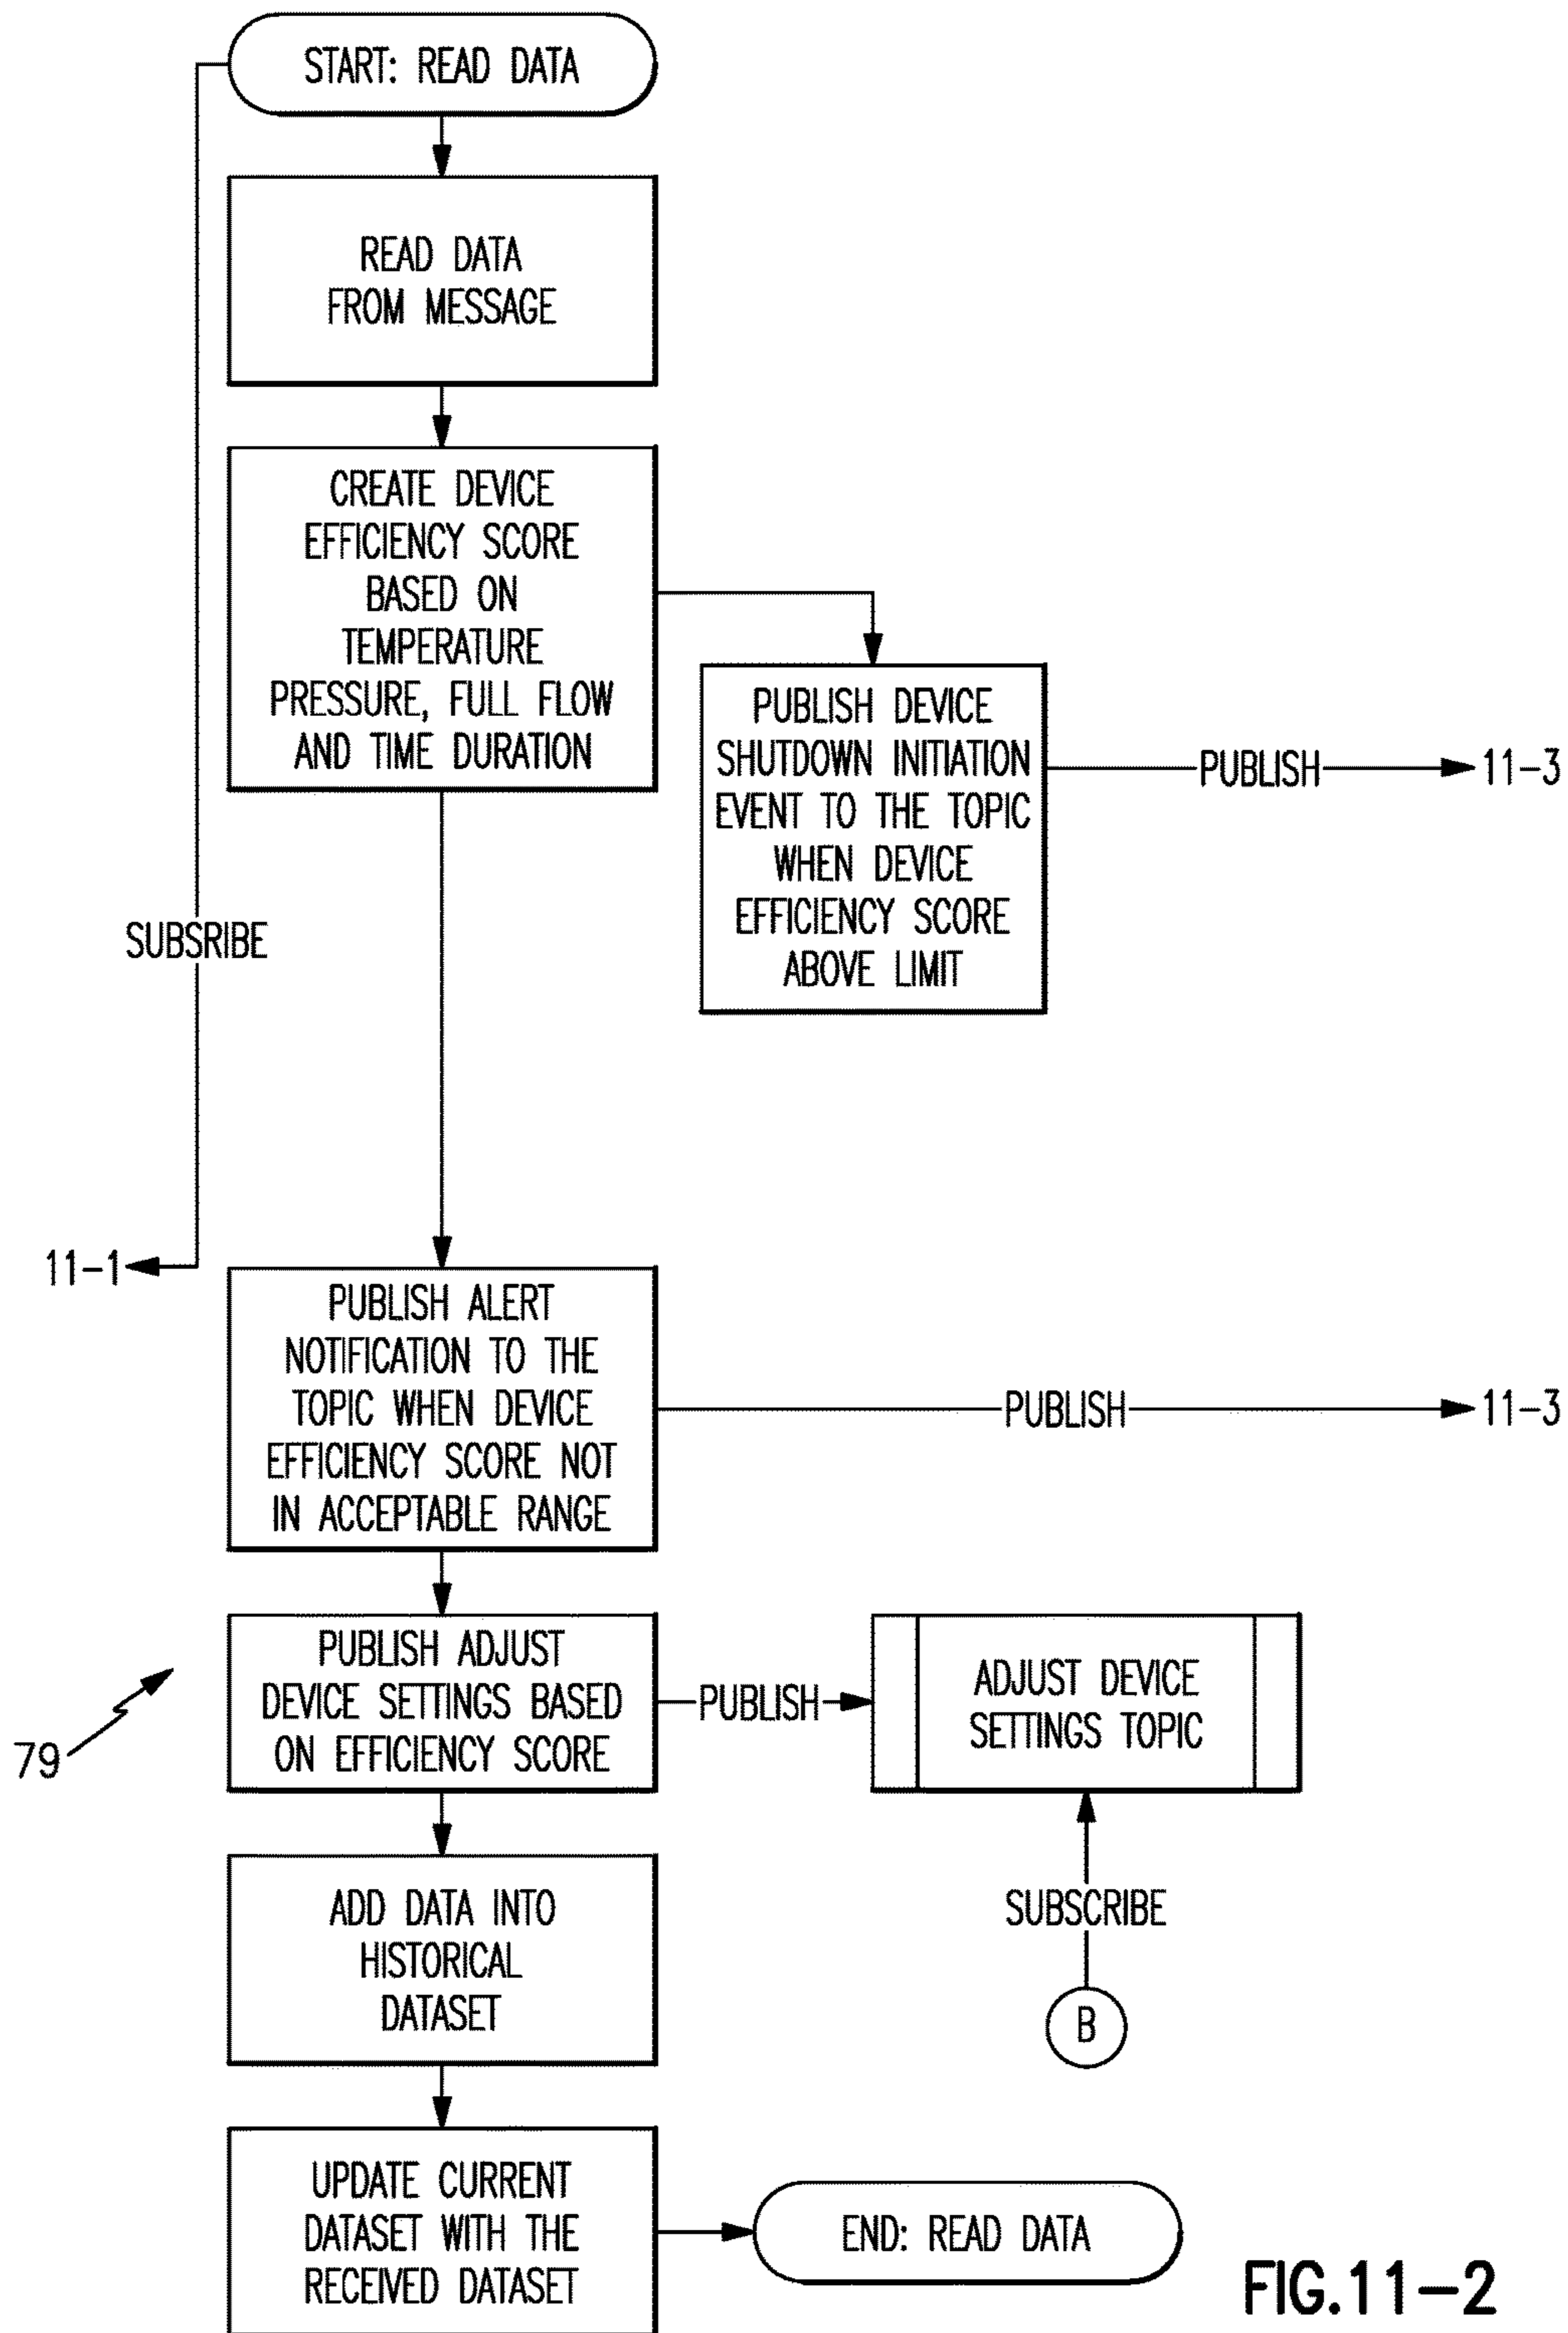 START: READ DATA
READ DATA
FROM MESSAGE
CREATE DEVICE
EFFICIENCY SCORE
BASED ON
TEMPERATURE
PRESSURE, FULL FLOW
AND TIME DURATION
PUBLISH DEVICE
SHUTDOWN INITIATION
EVENT TO THE TOPIC
WHEN DEVICE
EFFICIENCY SCORE
ABOVE LIMIT
PUBLISH
11-3
SUBSRIBE
11-1
PUBLISH ALERT
NOTIFICATION TO THE
TOPIC WHEN DEVICE
EFFICIENCY SCORE NOT
IN ACCEPTABLE RANGE
PUBLISH
11-3
79
PUBLISH ADJUST
DEVICE SETTINGS BASED
ON EFFICIENCY SCORE
PUBLISH
ADJUST DEVICE
SETTINGS TOPIC
SUBSCRIBE
B
ADD DATA INTO
HISTORICAL
DATASET
UPDATE CURRENT
DATASET WITH THE
RECEIVED DATASET
END: READ DATA
FIG.11-2